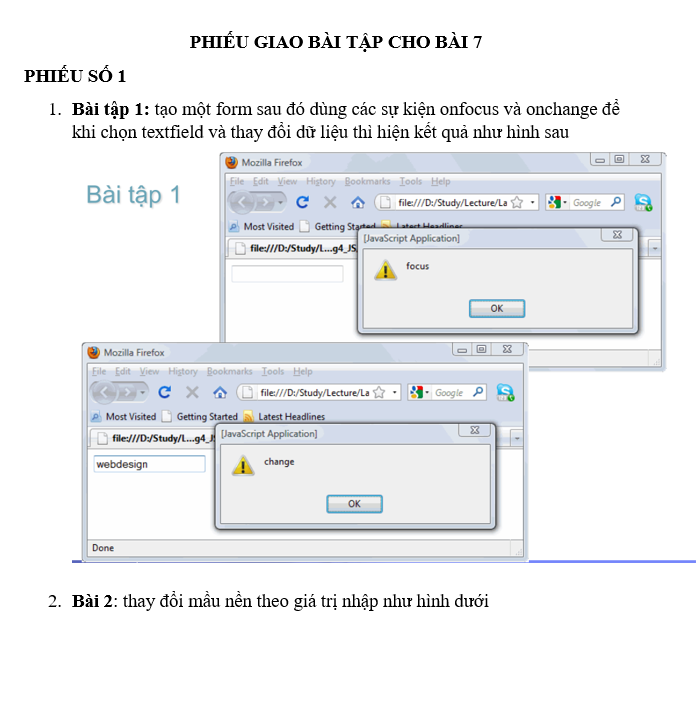 PHIẾU GIAO BÀI TẬP CHO BÀI 7
PHIẾU SỐ 1
1. Bài tập 1: tạo một form sau đó dùng các sự kiện onfocus và onchange để
khi chọn textfield và thay đổi dữ liệu thì hiện kết quả như hình sau
Bài tập 1
Mozilla Firefox
File Edit View History Bookmarks Tools Help
file:///D:/Study/Lecture/La
Google
Most Visited Getting Started Latest Headlines
file:///D:/Study/L...g4_JS
[JavaScript Application]
focus
OK
Mozilla Firefox
File Edit View History Bookmarks Tools Help
file:///D:/Study/Lecture/La
Google
Most Visited Getting Started Latest Headlines
file:///D:/Study/L...g4_JS
[JavaScript Application]
webdesign
change
OK
Done
2. Bài 2: thay đổi mầu nền theo giá trị nhập như hình dưới